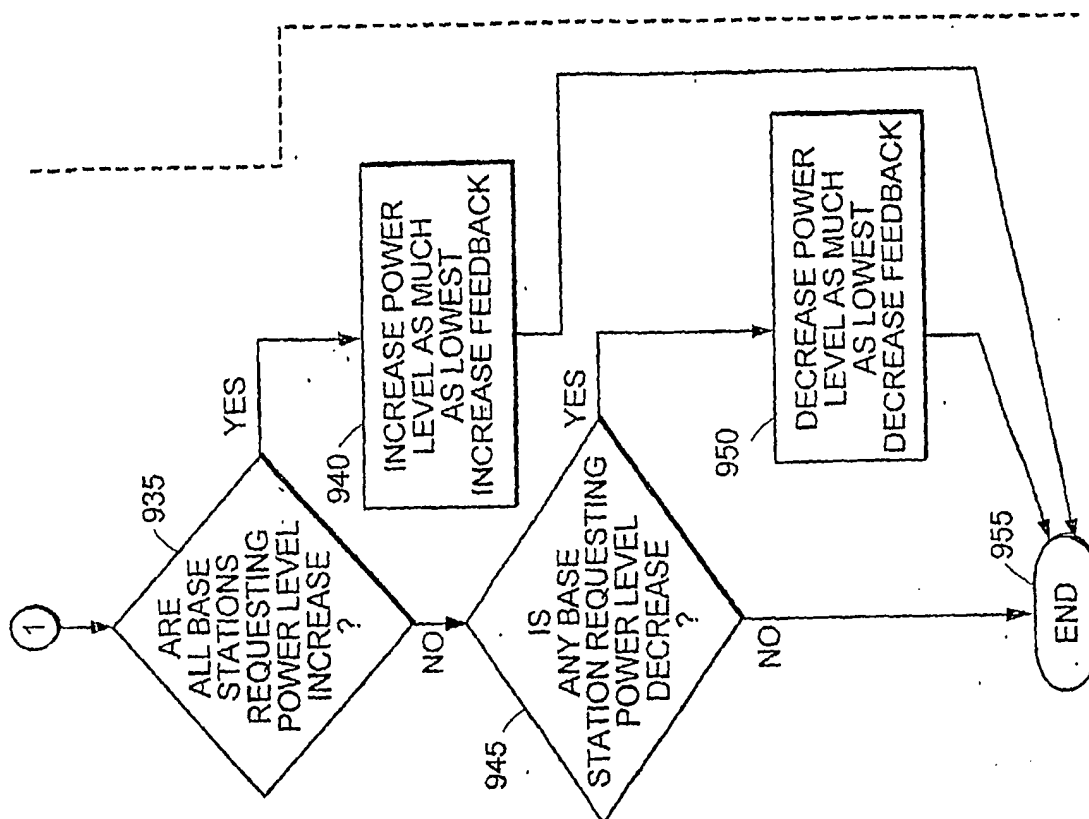 1
935
ARE
ALL BASE
STATIONS
REQUESTING
POWER LEVEL
INCREASE
?
YES
NO
940
INCREASE POWER
LEVEL AS MUCH
AS LOWEST
INCREASE FEEDBACK
945
IS
ANY BASE
STATION REQUESTING
POWER LEVEL
DECREASE
?
YES
NO
950
DECREASE POWER
LEVEL AS MUCH
AS LOWEST
DECREASE FEEDBACK
955
END